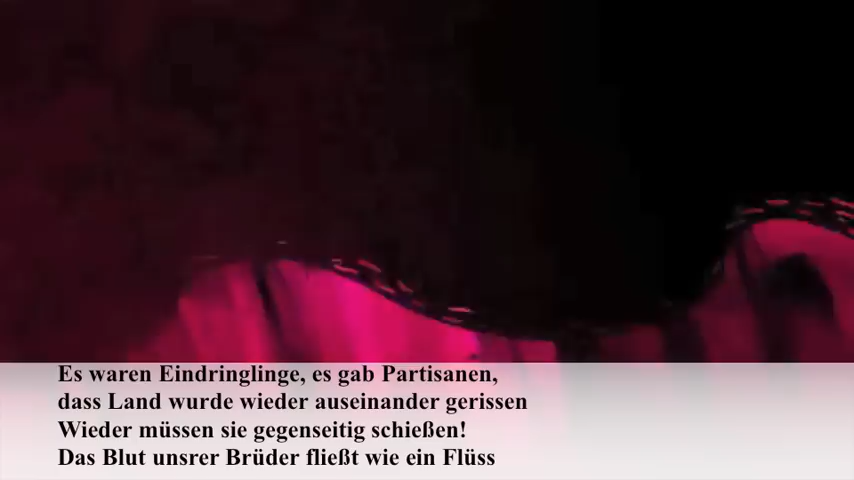 Es waren Eindringlinge, es gab Partisanen,
dass Land wurde wieder auseinander gerissen
Wieder müssen sie gegenseitig schießen!
Das Blut unsrer Brüder fließt wie ein Flüss